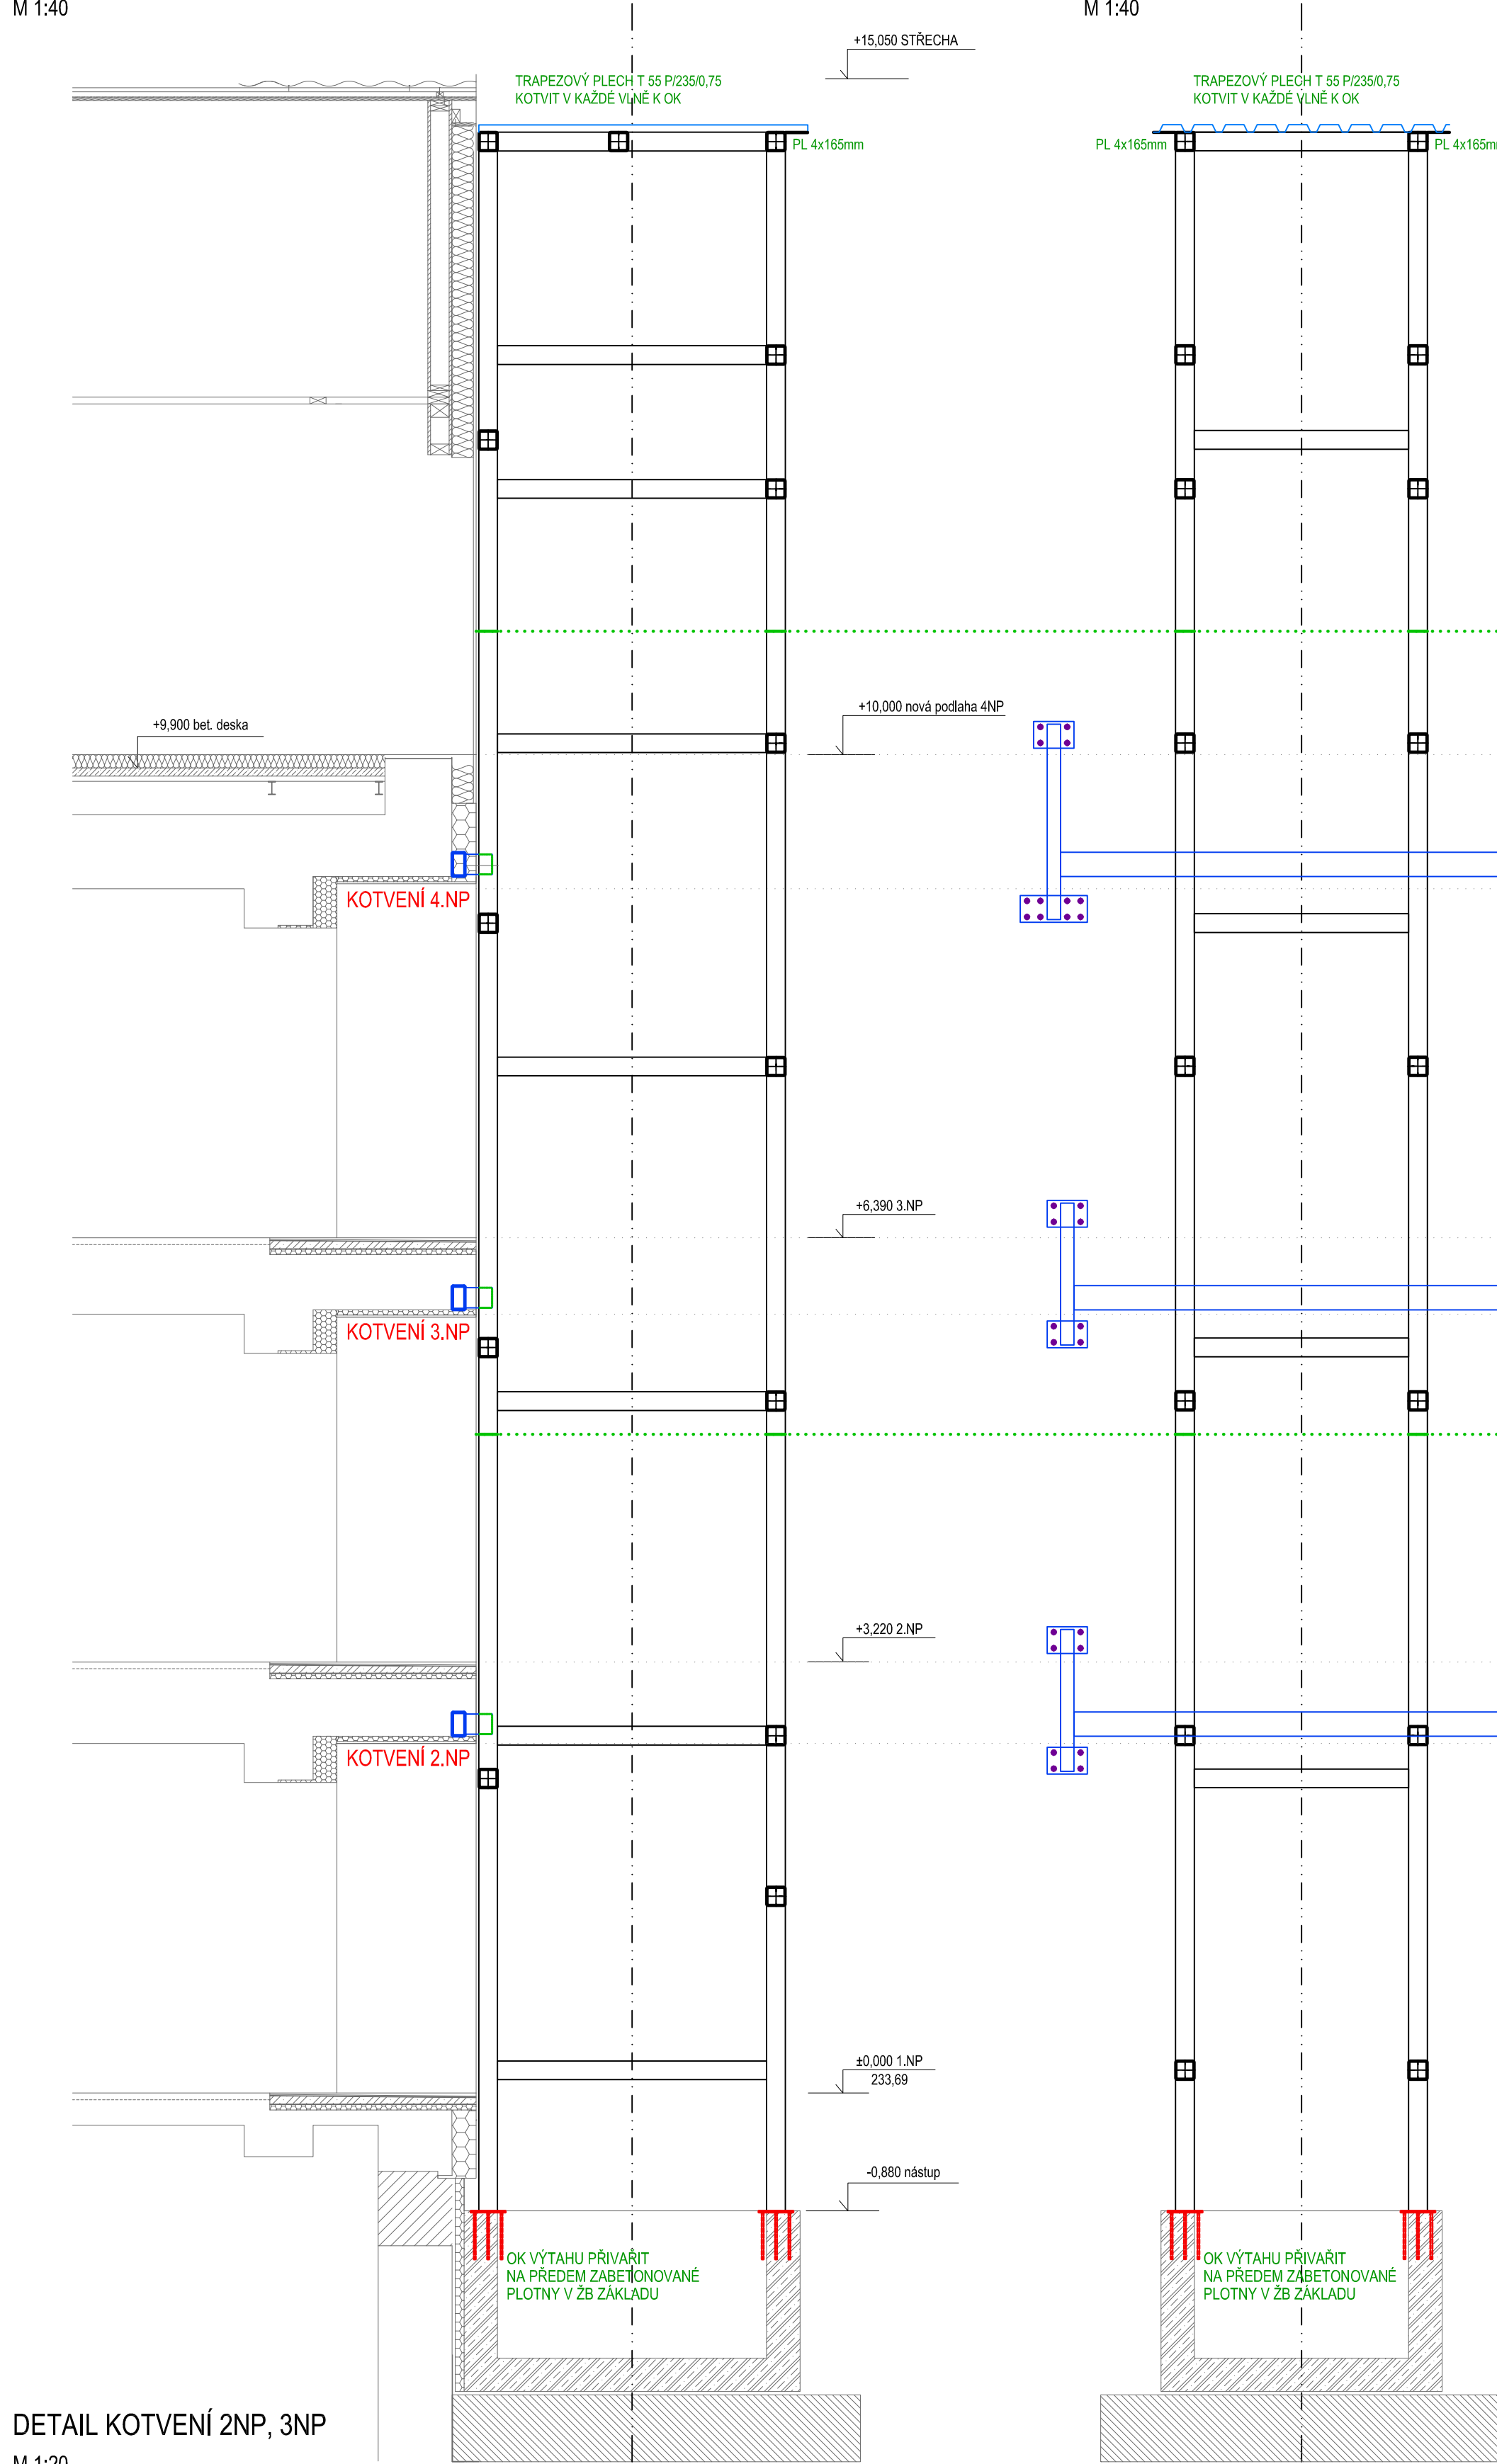 M 1:40
M 1:40
+15,050 STŘECHA
TRAPEZOVÝ PLECH T 55 P/235/0,75
KOTVIT V KAŽDÉ VLNĚ K OK
TRAPEZOVÝ PLECH T 55 P/235/0,75
KOTVIT V KAŽDÉ VLNĚ K OK
PL 4x165mm
PL 4x165mm
PL 4x165m
+10,000 nová podlaha 4NP
+9,900 bet. deska
KOTVENÍ 4.NP
+6,390 3.NP
KOTVENÍ 3.NP
+3,220 2.NP
KOTVENÍ 2.NP
±0,000 1.NP
233,69
-0,880 nástup
OK VÝTAHU PŘIVAŘIT
NA PŘEDEM ZABETONOVANÉ
PLOTNY V ŽB ZÁKLADU
OK VÝTAHU PŘIVAŘIT
NA PŘEDEM ZABETONOVANÉ
PLOTNY V ŽB ZÁKLADU
DETAIL KOTVENÍ 2NP, 3NP
M 1:20